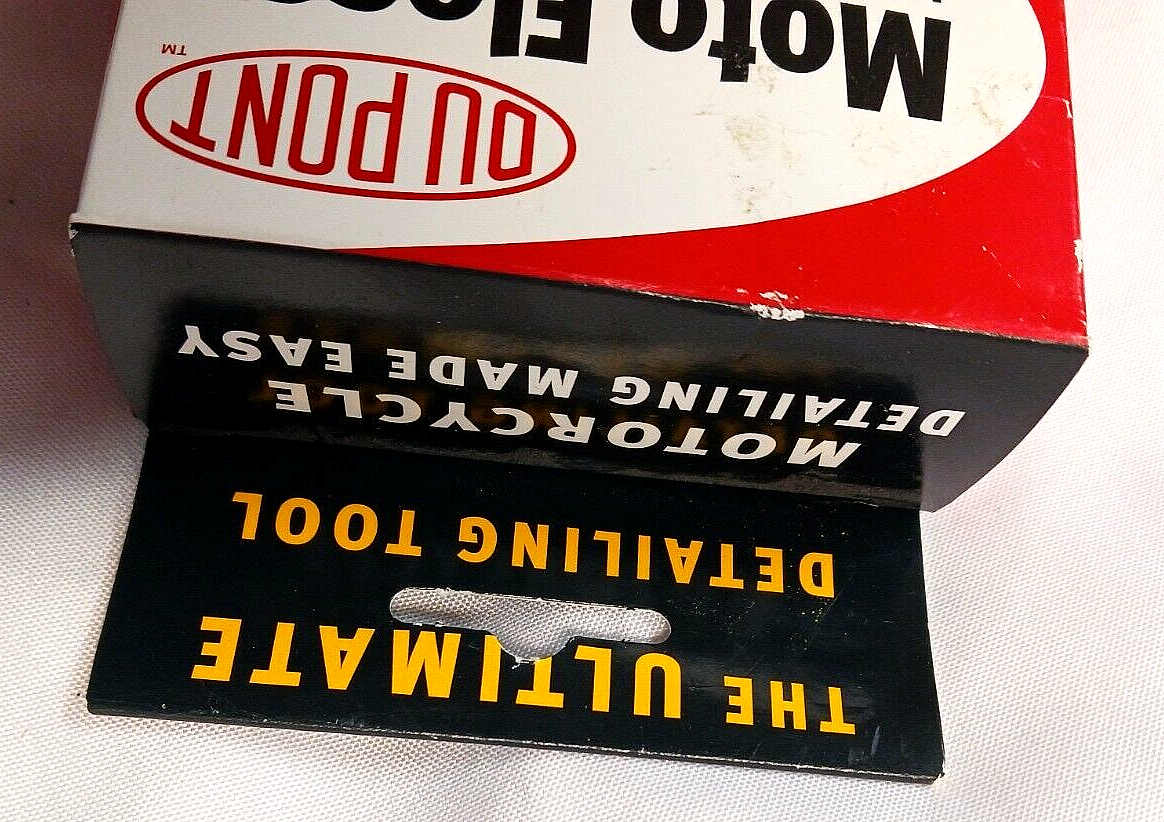 THE ULTIMATE
DETAILING TOOL
MOTORCYCLE
DETAILING MADE EASY
Moto
DU PONT
TM